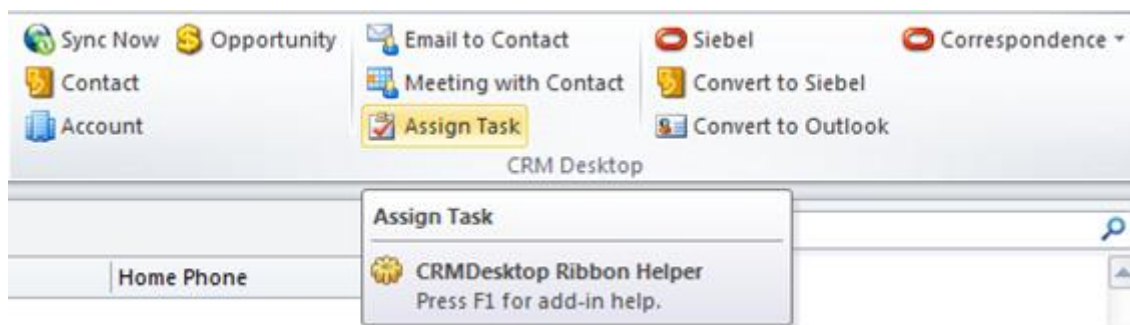 Sync Now Opportunity Email to Contact Siebel Correspondence
Contact Meeting with Contact Convert to Siebel
Account Assign Task Convert to Outlook
CRM Desktop
Assign Task
Home Phone
CRMDesktop Ribbon Helper
Press F1 for add-in help.